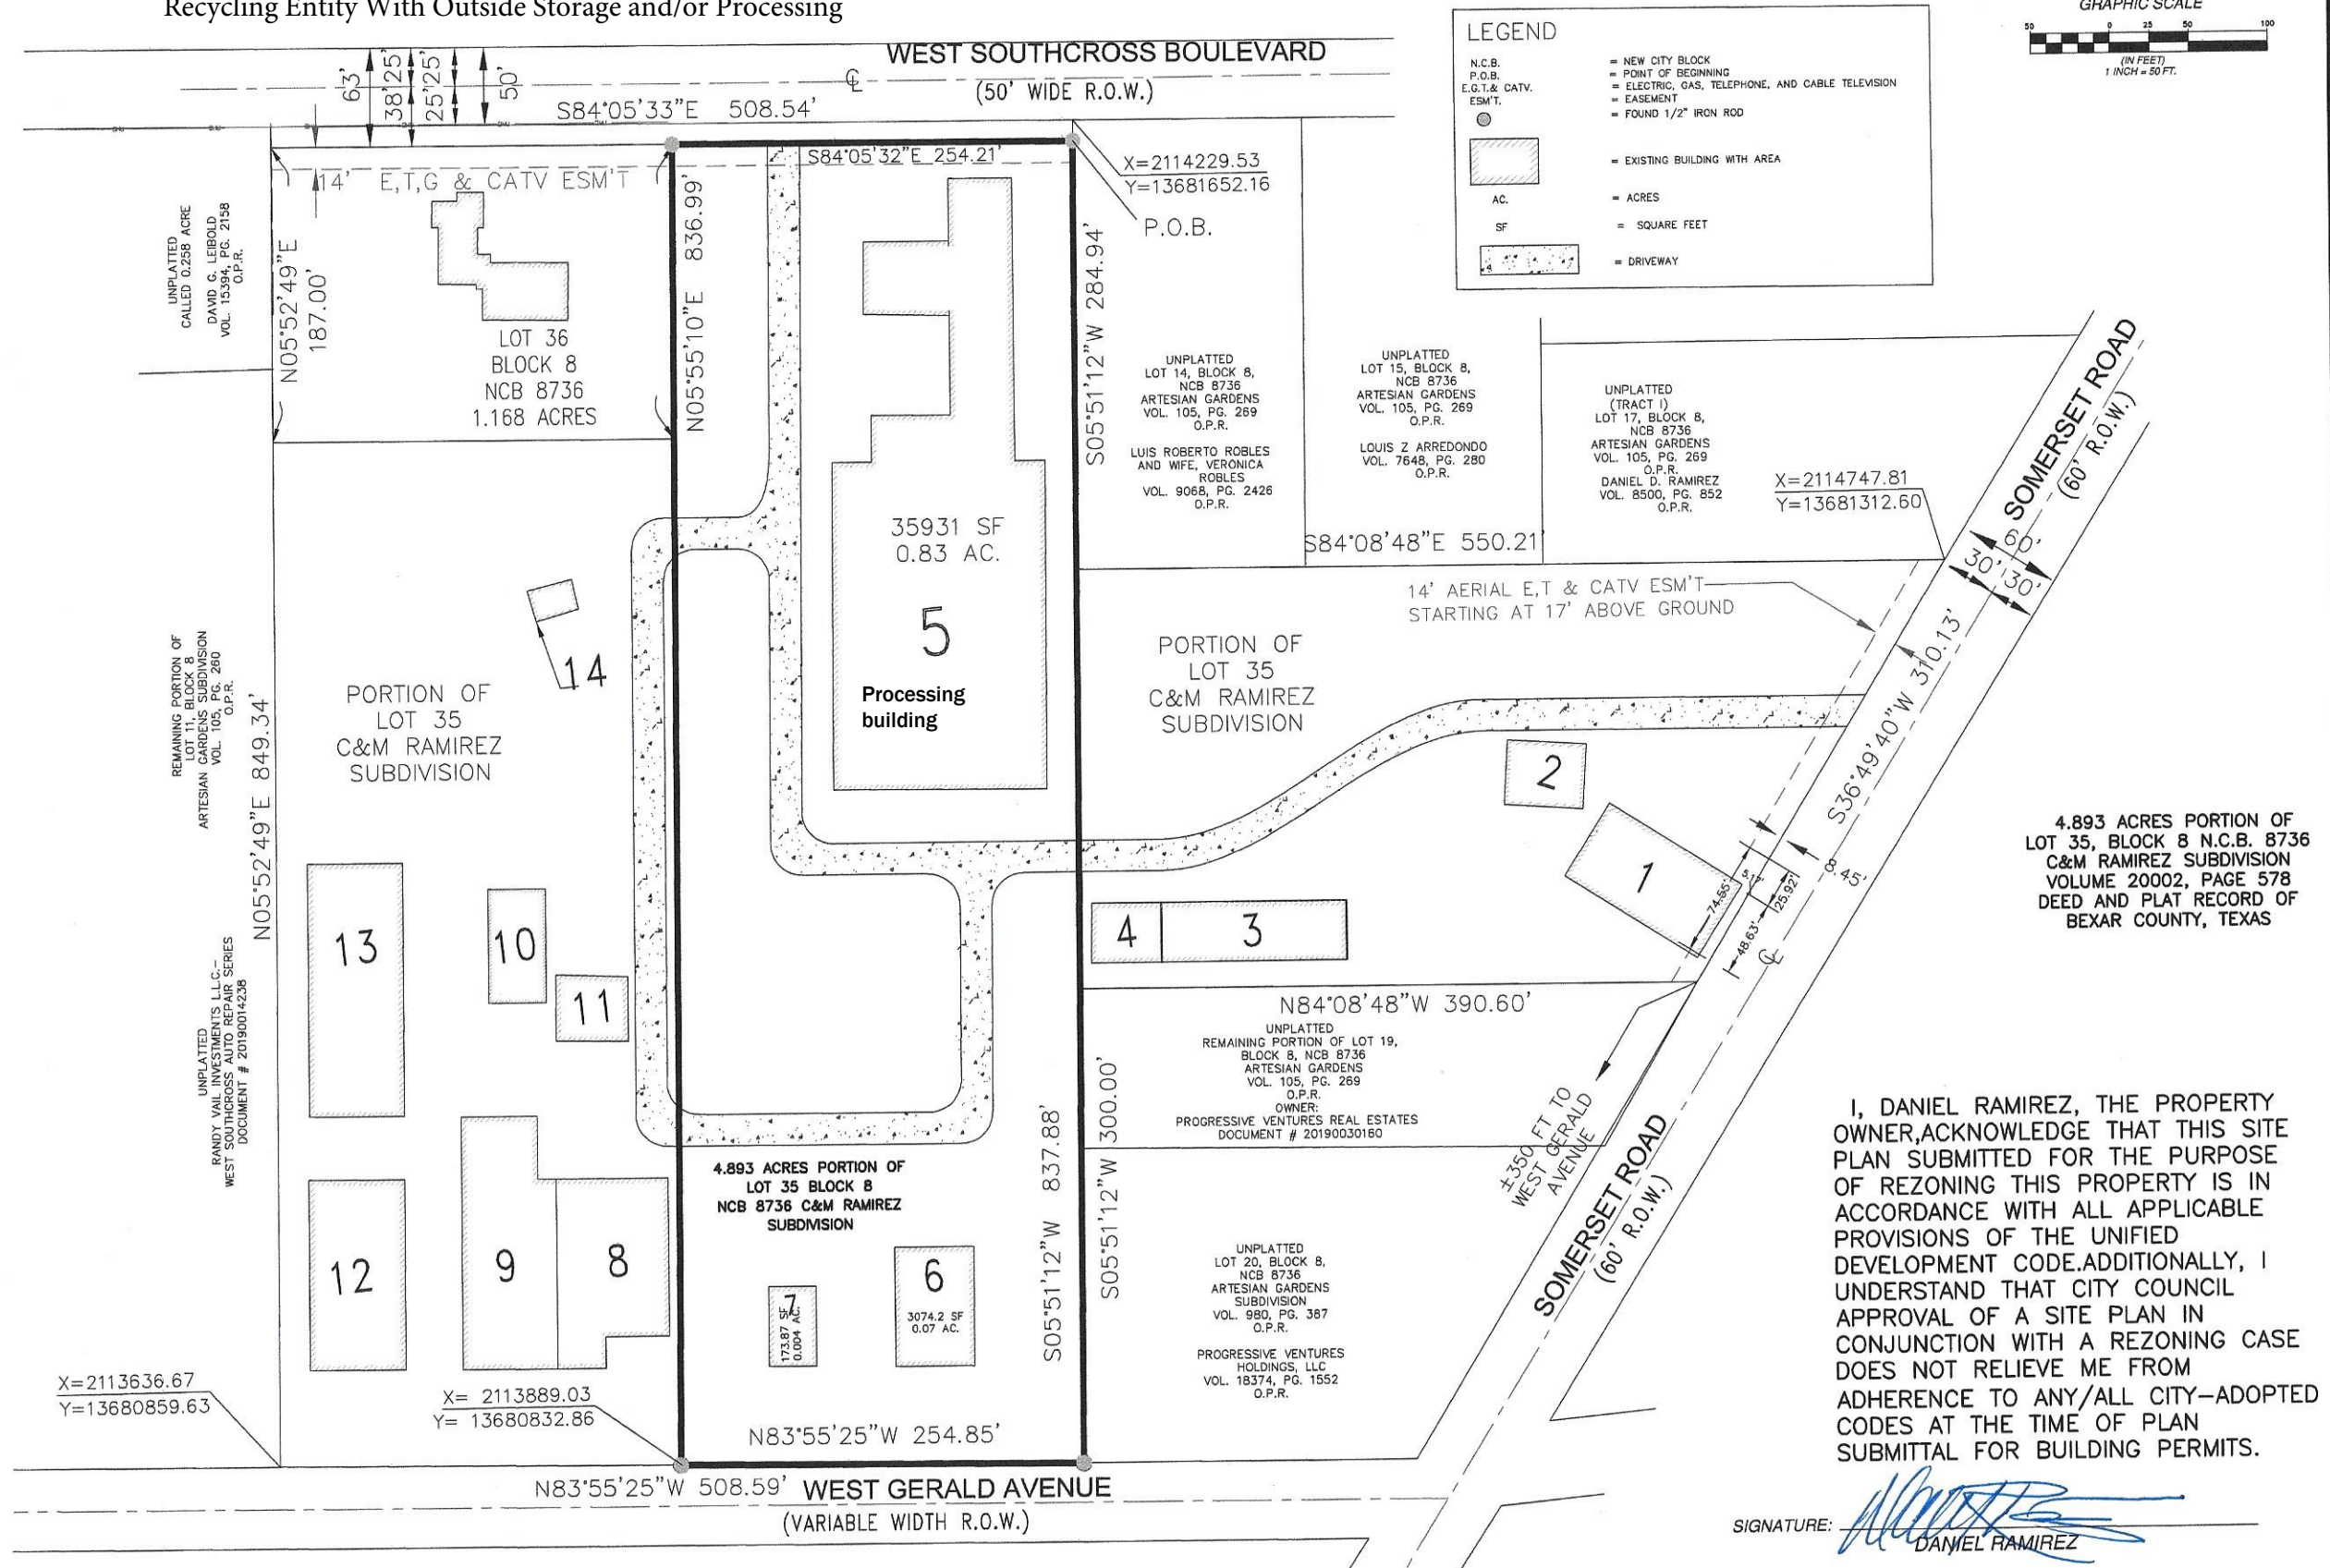 Recycling Entity With Outside Storage and/or Processing
WEST SOUTHCROSS BOULEVARD
(50' WIDE R.O.W.)
63'
38'
25'
25'
25'
50'
S84°05'33"E 508.54'
S84°05'32"E 254.21'
14' E,T,G & CATV ESM'T
X=2114229.53
Y=13681652.16
P.O.B.
LEGEND
N.C.B. = NEW CITY BLOCK
P.O.B. = POINT OF BEGINNING
E.G.T.& CATV. = ELECTRIC, GAS, TELEPHONE, AND CABLE TELEVISION
ESM'T. = EASEMENT
= FOUND 1/2" IRON ROD
= EXISTING BUILDING WITH AREA
AC. = ACRES
SF = SQUARE FEET
= DRIVEWAY
GRAPHIC SCALE
50 0 25 50 100
(IN FEET)
1 INCH = 50 FT.
UNPLATTED
CALLED 0.258 ACRE
DAVID G. LEIBOLD
VOL. 15394, PG. 2158
O.P.R.
N05°52'49"E
187.00'
LOT 36
BLOCK 8
NCB 8736
1.168 ACRES
N05°55'10"E 836.99'
S05°51'12"W 284.94'
UNPLATTED
LOT 14, BLOCK 8,
NCB 8736
ARTESIAN GARDENS
VOL. 105, PG. 269
O.P.R.
LUIS ROBERTO ROBLES
AND WIFE, VERONICA
ROBLES
VOL. 9068, PG. 2426
O.P.R.
UNPLATTED
LOT 15, BLOCK 8,
NCB 8736
ARTESIAN GARDENS
VOL. 105, PG. 269
O.P.R.
LOUIS Z ARREDONDO
VOL. 7648, PG. 280
O.P.R.
UNPLATTED
(TRACT I)
LOT 17, BLOCK 8,
NCB 8736
ARTESIAN GARDENS
VOL. 105, PG. 269
O.P.R.
DANIEL D. RAMIREZ
VOL. 8500, PG. 852
O.P.R.
X=2114747.81
Y=13681312.60
SOMERSET ROAD
(60' R.O.W.)
60'
30'
30'
S84°08'48"E 550.21'
14' AERIAL E,T & CATV ESM'T
STARTING AT 17' ABOVE GROUND
35931 SF
0.83 AC.
5
Processing
building
PORTION OF
LOT 35
C&M RAMIREZ
SUBDIVISION
14
PORTION OF
LOT 35
C&M RAMIREZ
SUBDIVISION
REMAINING PORTION OF
LOT 11, BLOCK 8
ARTESIAN GARDENS SUBDIVISION
VOL. 105, PG. 260
O.P.R.
N05°52'49"E 849.34'
S36°49'40"W 310.13'
2
1
74.55'
5.17'
25.92'
48.63'
8.45'
4.893 ACRES PORTION OF
LOT 35, BLOCK 8 N.C.B. 8736
C&M RAMIREZ SUBDIVISION
VOLUME 20002, PAGE 578
DEED AND PLAT RECORD OF
BEXAR COUNTY, TEXAS
13
10
11
4
3
N84°08'48"W 390.60'
UNPLATTED
REMAINING PORTION OF LOT 19,
BLOCK 8, NCB 8736
ARTESIAN GARDENS
VOL. 105, PG. 269
O.P.R.
OWNER:
PROGRESSIVE VENTURES REAL ESTATES
DOCUMENT # 20190030160
UNPLATTED
RANDY VAIL INVESTMENTS L.L.C.-
WEST SOUTHCROSS AUTO REPAIR SERIES
DOCUMENT # 20190014238
±350 FT TO
WEST GERALD
AVENUE
SOMERSET ROAD
(60' R.O.W.)
S05°51'12"W 837.88'
S05°51'12"W 300.00'
4.893 ACRES PORTION OF
LOT 35 BLOCK 8
NCB 8736 C&M RAMIREZ
SUBDIVISION
12
9
8
7
173.87 SF
0.004 AC.
6
3074.2 SF
0.07 AC.
UNPLATTED
LOT 20, BLOCK 8,
NCB 8736
ARTESIAN GARDENS
SUBDIVISION
VOL. 980, PG. 387
O.P.R.
PROGRESSIVE VENTURES
HOLDINGS, LLC
VOL. 18374, PG. 1552
O.P.R.
X=2113636.67
Y=13680859.63
X= 2113889.03
Y= 13680832.86
N83°55'25"W 254.85'
N83°55'25"W 508.59'
WEST GERALD AVENUE
(VARIABLE WIDTH R.O.W.)
I, DANIEL RAMIREZ, THE PROPERTY
OWNER,ACKNOWLEDGE THAT THIS SITE
PLAN SUBMITTED FOR THE PURPOSE
OF REZONING THIS PROPERTY IS IN
ACCORDANCE WITH ALL APPLICABLE
PROVISIONS OF THE UNIFIED
DEVELOPMENT CODE.ADDITIONALLY, I
UNDERSTAND THAT CITY COUNCIL
APPROVAL OF A SITE PLAN IN
CONJUNCTION WITH A REZONING CASE
DOES NOT RELIEVE ME FROM
ADHERENCE TO ANY/ALL CITY-ADOPTED
CODES AT THE TIME OF PLAN
SUBMITTAL FOR BUILDING PERMITS.
SIGNATURE:
DANIEL RAMIREZ